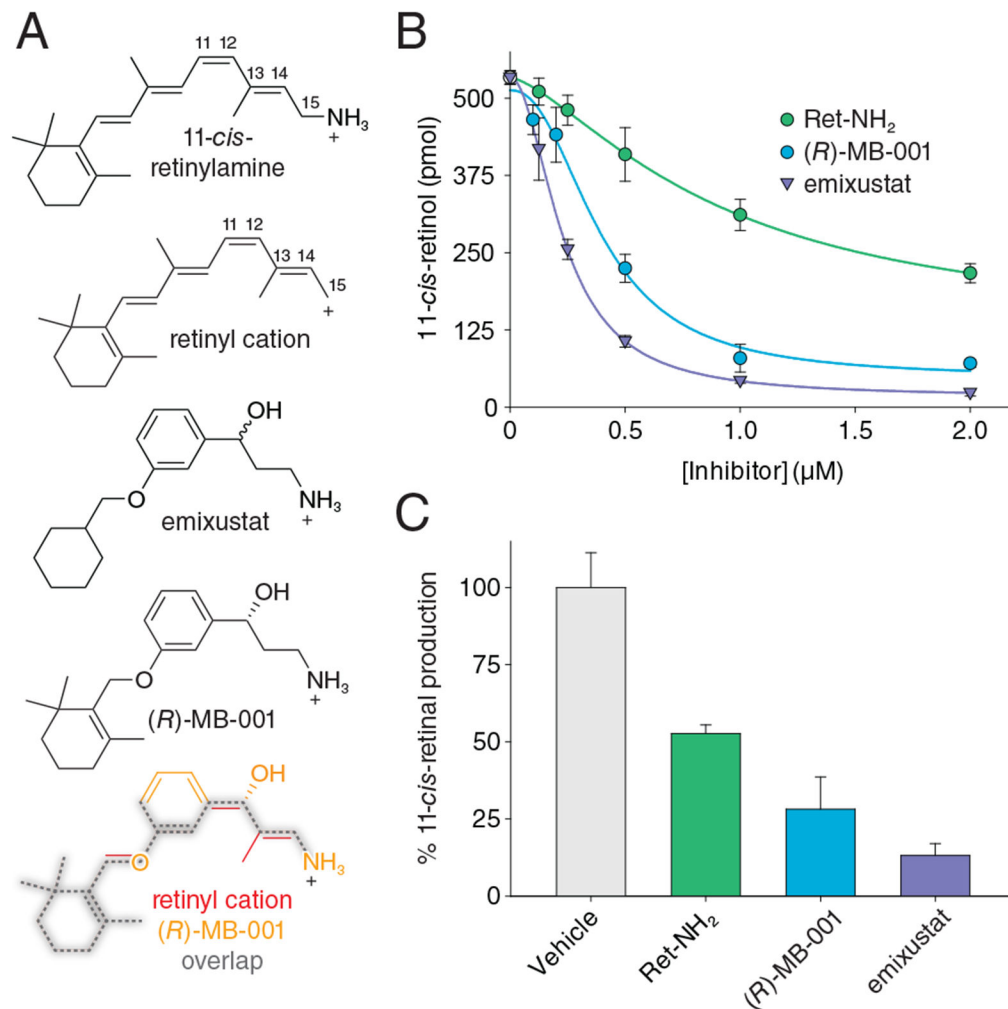 A
11 12
13 14
15
NH3
+
11-cis-
retinylamine
11 12
13 14
15
+
retinyl cation
OH
O
NH3
+
emixustat
OH
O
NH3
+
(R)-MB-001
OH
O
NH3
+
retinyl cation
(R)-MB-001
overlap
B
11-cis-retinol (pmol)
500
375
250
125
0
Ret-NH2
(R)-MB-001
emixustat
0 0.5 1.0 1.5 2.0
[Inhibitor] (μM)
C
% 11-cis-retinal production
100
75
50
25
0
Vehicle
Ret-NH2
(R)-MB-001
emixustat